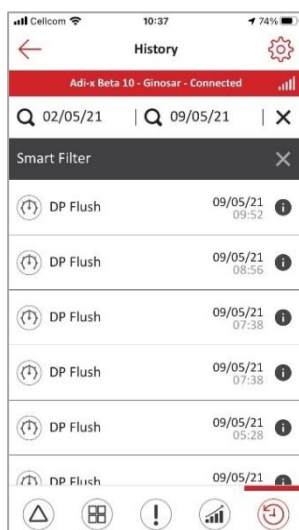 Cellcom 10:37 74%
History
Adi-x Beta 10 - Ginosar - Connected
02/05/21 | 09/05/21 | X
Smart Filter X
DP Flush 09/05/21
09:52
DP Flush 09/05/21
08:56
DP Flush 09/05/21
07:38
DP Flush 09/05/21
07:38
DP Flush 09/05/21
05:28
DP Flush 09/05/21